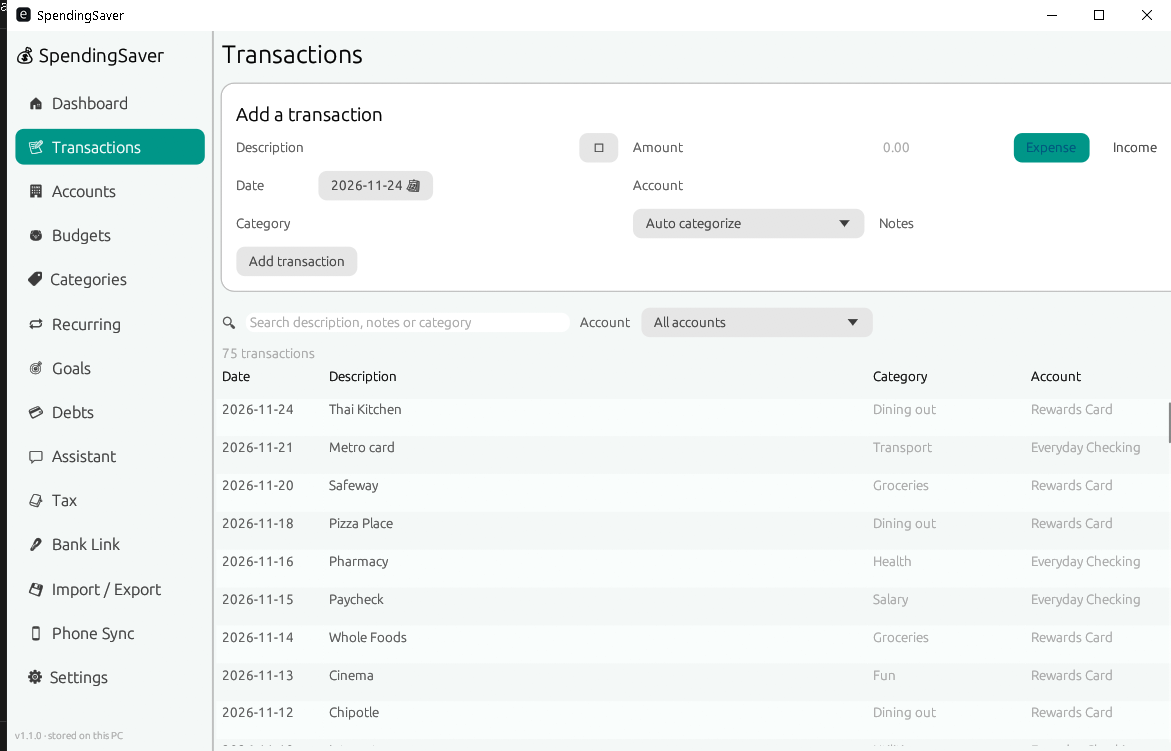 SpendingSaver
SpendingSaver
Dashboard
Transactions
Accounts
Budgets
Categories
Recurring
Goals
Debts
Assistant
Tax
Bank Link
Import / Export
Phone Sync
Settings
v1.1.0 · stored on this PC
Transactions
Add a transaction
Description Amount 0.00 Expense Income
Date 2026-11-24 Account
Category Auto categorize Notes
Add transaction
Search description, notes or category Account All accounts
75 transactions
Date Description Category Account
2026-11-24 Thai Kitchen Dining out Rewards Card
2026-11-21 Metro card Transport Everyday Checking
2026-11-20 Safeway Groceries Rewards Card
2026-11-18 Pizza Place Dining out Rewards Card
2026-11-16 Pharmacy Health Everyday Checking
2026-11-15 Paycheck Salary Everyday Checking
2026-11-14 Whole Foods Groceries Rewards Card
2026-11-13 Cinema Fun Rewards Card
2026-11-12 Chipotle Dining out Rewards Card